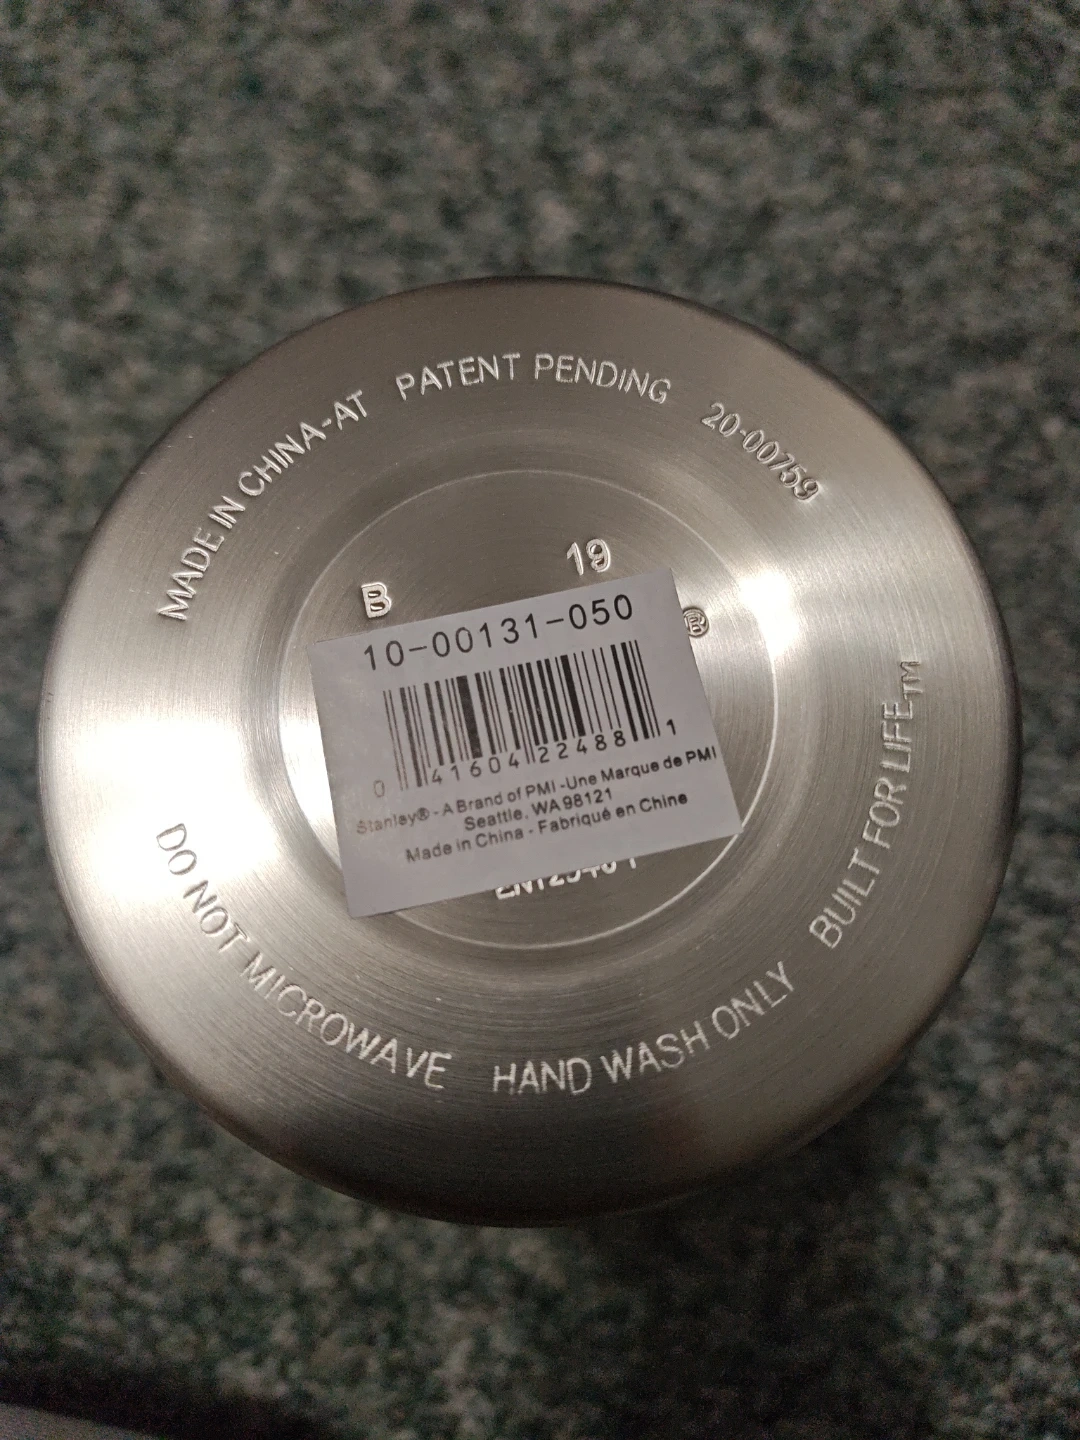 MADE IN CHINA-AT PATENT PENDING 20-00759
B 19
®
10-00131-050
0 41604 22488 1
Stanley® - A Brand of PMI -Une Marque de PMI
Seattle, WA 98121
Made in China - Fabriqué en Chine
DO NOT MICROWAVE HAND WASH ONLY BUILT FOR LIFE™